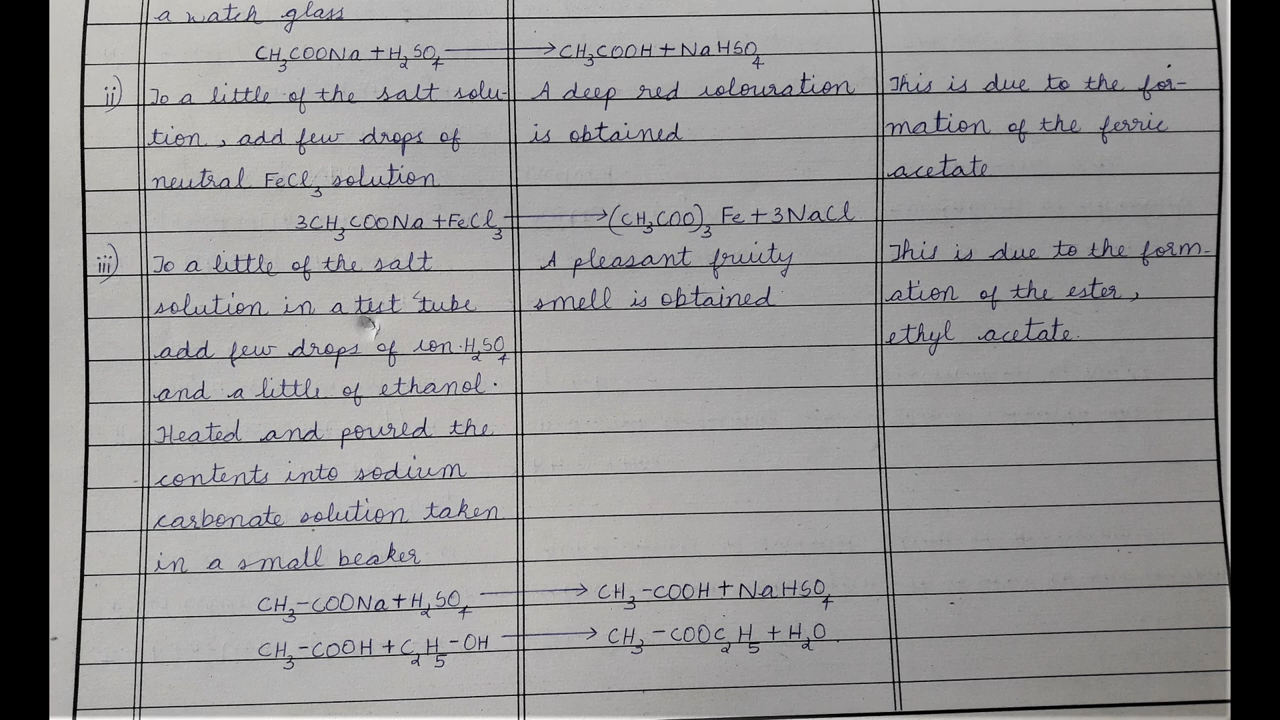 a watch glass
CH₃COONa + H₂SO₄ → CH₃COOH + NaHSO₄
ii) To a little of the salt solu-
tion, add few drops of
neutral FeCl₃ solution
A deep red colouration
is obtained
This is due to the for-
mation of the ferric
acetate
3CH₃COONa + FeCl₃ → (CH₃COO)₃ Fe + 3NaCl
iii) To a little of the salt
solution in a test tube
add few drops of con. H₂SO₄
and a little of ethanol.
Heated and poured the
contents into sodium
carbonate solution taken
in a small beaker
A pleasant fruity
smell is obtained
This is due to the form-
ation of the ester,
ethyl acetate.
CH₃-COONa + H₂SO₄ → CH₃-COOH + NaHSO₄
CH₃-COOH + C₂H₅-OH → CH₃-COOC₂H₅ + H₂O.